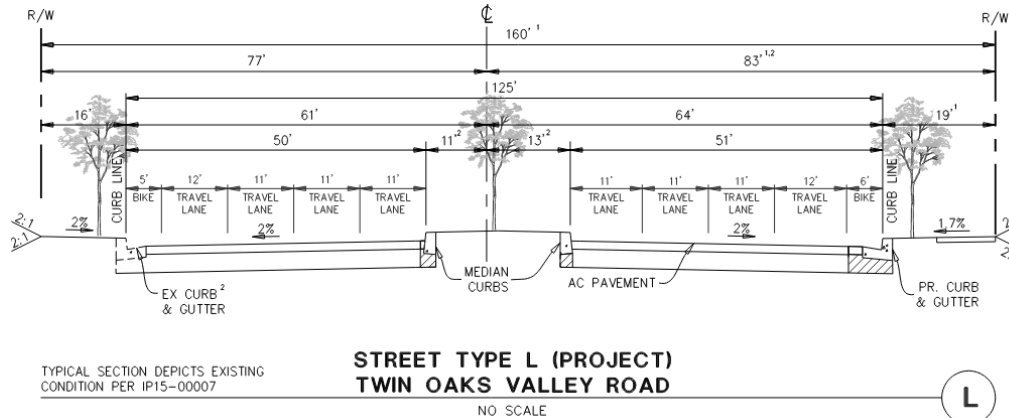 R/W
℄
R/W
160' ¹
77'
83'¹·²
125'
16'
61'
64'
19'¹
50'
11'²
13'²
51'
CURB LINE
5'
BIKE
12'
TRAVEL
LANE
11'
TRAVEL
LANE
11'
TRAVEL
LANE
11'
TRAVEL
LANE
11'
TRAVEL
LANE
11'
TRAVEL
LANE
11'
TRAVEL
LANE
12'
TRAVEL
LANE
6'
BIKE
CURB LINE
2:1
2:1
2%
2%
2%
1.7%
EX CURB²
& GUTTER
MEDIAN
CURBS
AC PAVEMENT
PR. CURB
& GUTTER
TYPICAL SECTION DEPICTS EXISTING
CONDITION PER IP15-00007
STREET TYPE L (PROJECT)
TWIN OAKS VALLEY ROAD
NO SCALE
L